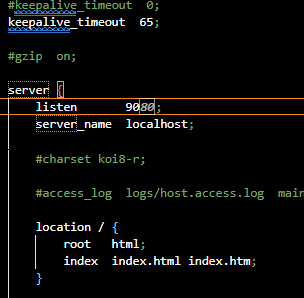 #keepalive_timeout  0;
keepalive_timeout  65;
#gzip  on;
server {
listen       9080;
server_name  localhost;
#charset koi8-r;
#access_log  logs/host.access.log  main
location / {
root   html;
index  index.html index.htm;
}